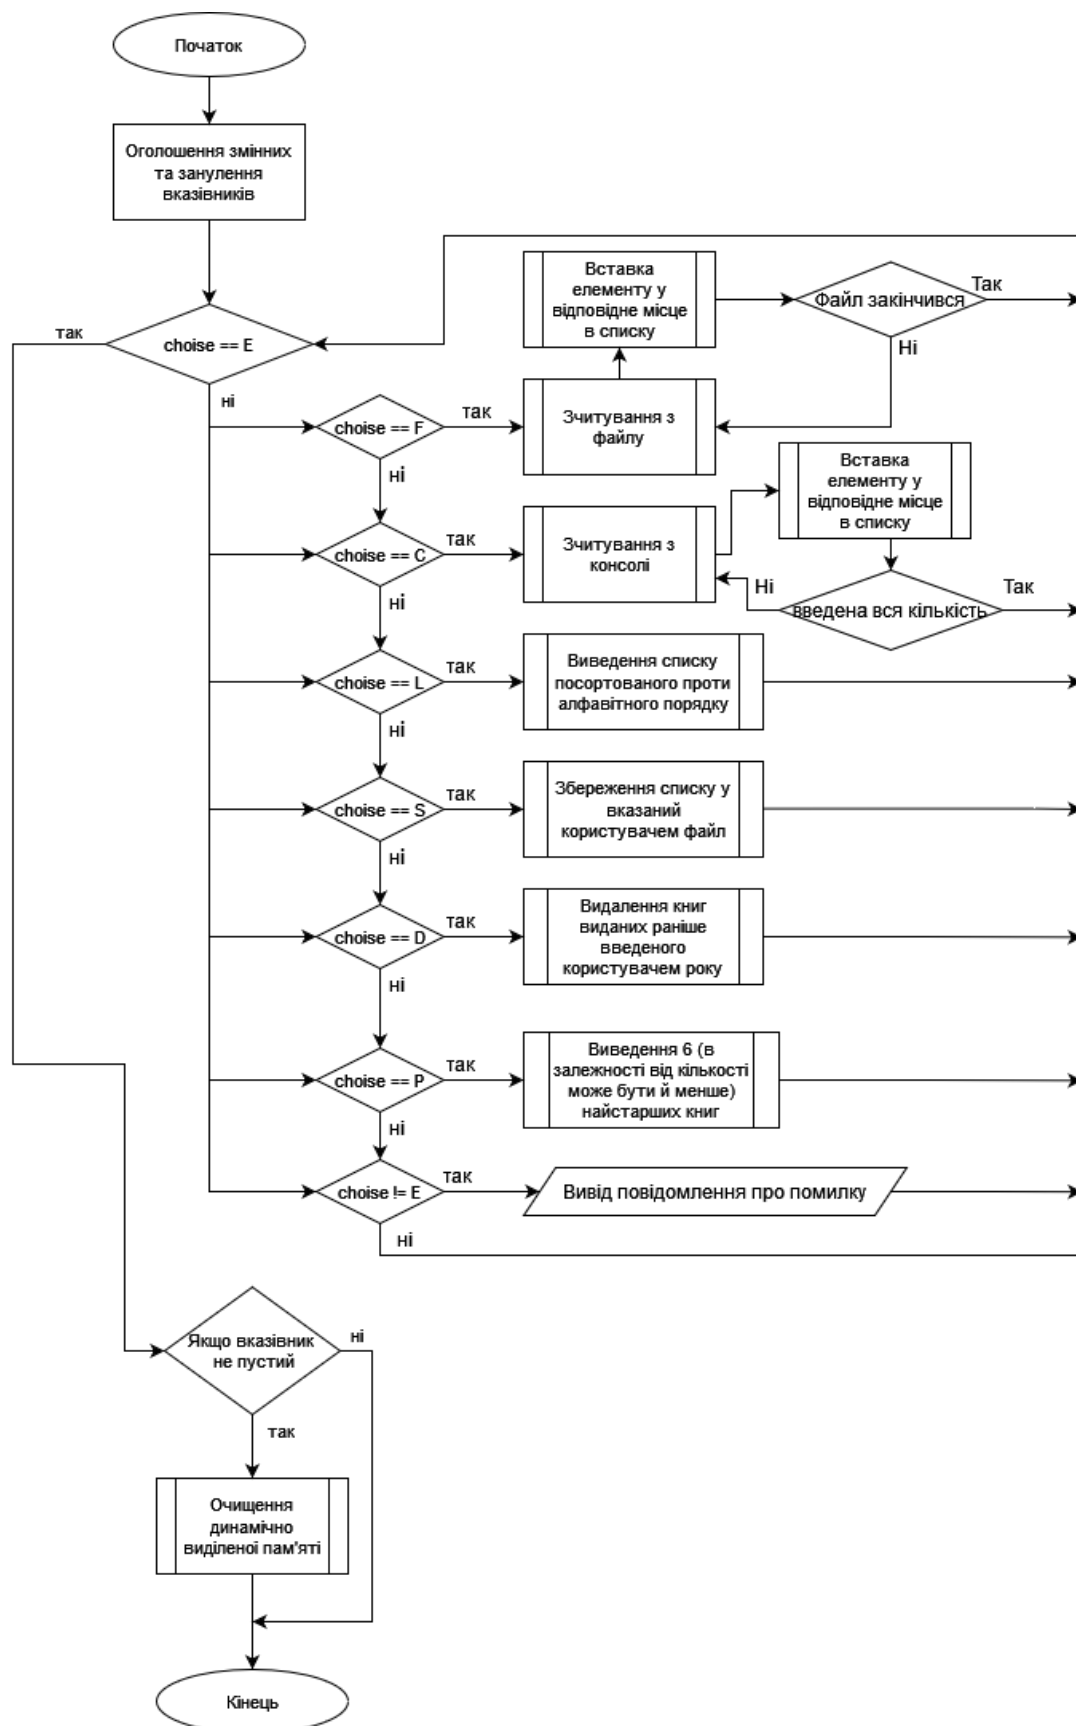 Початок
Оголошення змінних
та занулення
вказівників
так
choise == E
ні
Вставка
елементу у
відповідне місце
в списку
Файл закінчився
Так
Ні
choise == F
так
Зчитування з
файлу
ні
Вставка
елементу у
відповідне місце
в списку
choise == C
так
Зчитування з
консолі
Ні
введена вся кількість
Так
ні
choise == L
так
Виведення списку
посортованого проти
алфавітного порядку
ні
choise == S
так
Збереження списку у
вказаний
користувачем файл
ні
choise == D
так
Видалення книг
виданих раніше
введеного
користувачем року
ні
choise == P
так
Виведення 6 (в
залежності від кількості
може бути й менше)
найстарших книг
ні
choise != E
так
Вивід повідомлення про помилку
ні
Якщо вказівник
не пустий
ні
так
Очищення
динамічно
виділеної пам'яті
Кінець